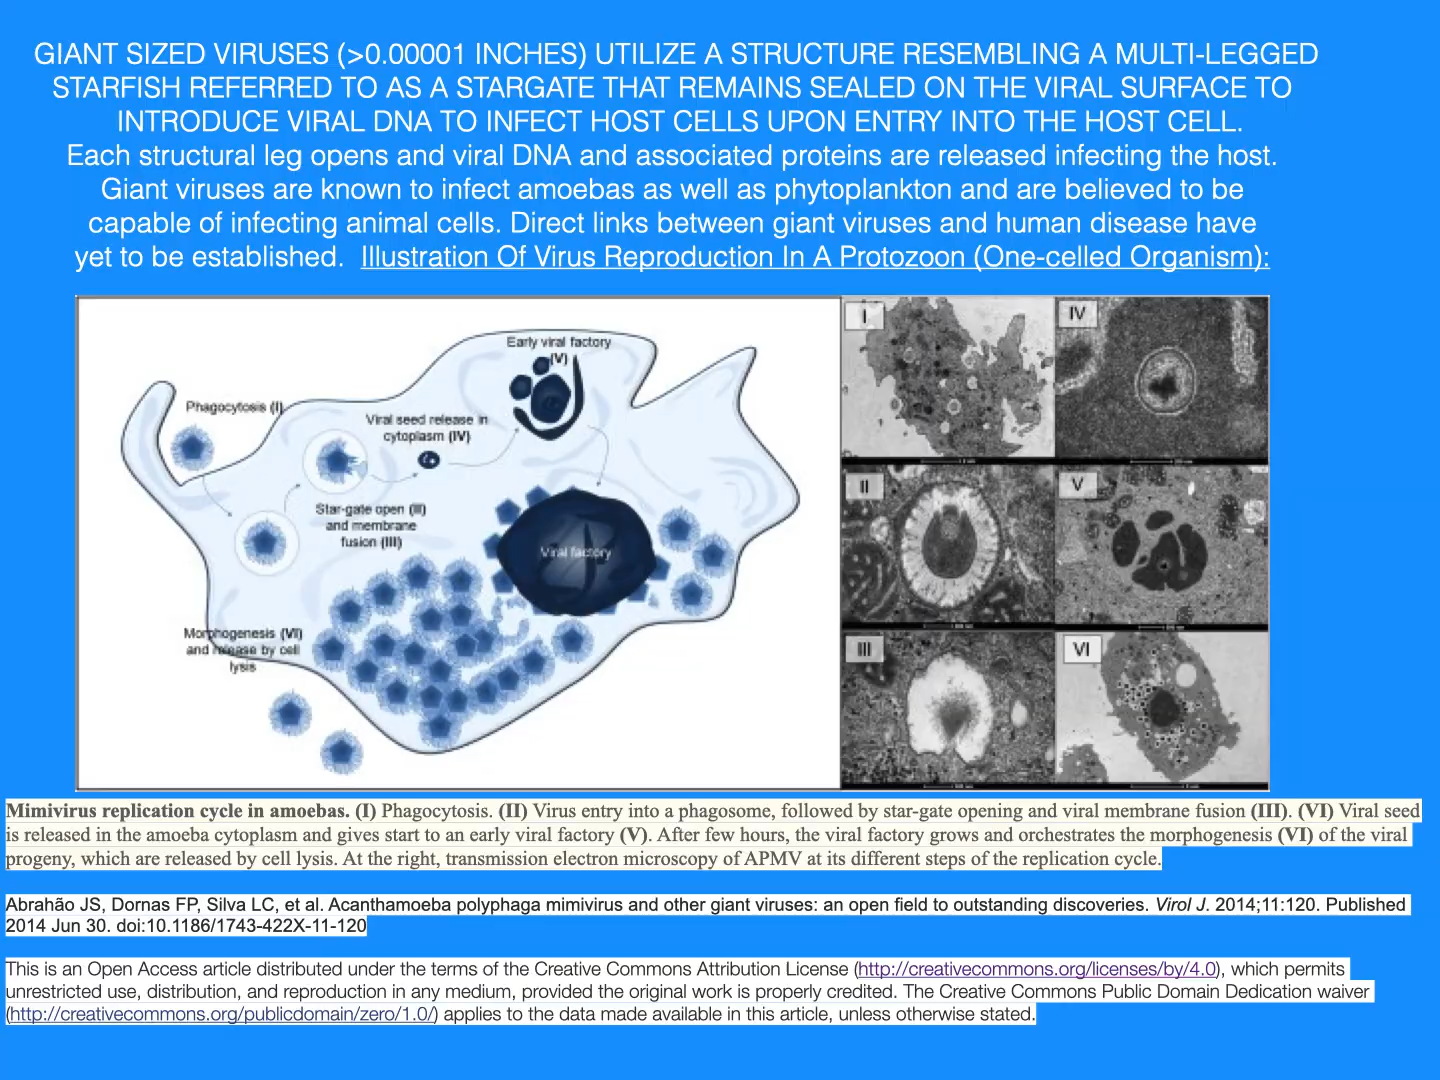 GIANT SIZED VIRUSES (>0.00001 INCHES) UTILIZE A STRUCTURE RESEMBLING A MULTI-LEGGED
STARFISH REFERRED TO AS A STARGATE THAT REMAINS SEALED ON THE VIRAL SURFACE TO
INTRODUCE VIRAL DNA TO INFECT HOST CELLS UPON ENTRY INTO THE HOST CELL.
Each structural leg opens and viral DNA and associated proteins are released infecting the host.
Giant viruses are known to infect amoebas as well as phytoplankton and are believed to be
capable of infecting animal cells. Direct links between giant viruses and human disease have
yet to be established. Illustration Of Virus Reproduction In A Protozoon (One-celled Organism):
Early viral factory
(V)
Phagocytosis (I)
Viral seed release in
cytoplasm (IV)
Star-gate open (II)
and membrane
fusion (III)
Viral factory
Morphogenesis (VI)
and release by cell
lysis
I
IV
II
V
III
VI
Mimivirus replication cycle in amoebas. (I) Phagocytosis. (II) Virus entry into a phagosome, followed by star-gate opening and viral membrane fusion (III). (VI) Viral seed
is released in the amoeba cytoplasm and gives start to an early viral factory (V). After few hours, the viral factory grows and orchestrates the morphogenesis (VI) of the viral
progeny, which are released by cell lysis. At the right, transmission electron microscopy of APMV at its different steps of the replication cycle.
Abrahão JS, Dornas FP, Silva LC, et al. Acanthamoeba polyphaga mimivirus and other giant viruses: an open field to outstanding discoveries. Virol J. 2014;11:120. Published
2014 Jun 30. doi:10.1186/1743-422X-11-120
This is an Open Access article distributed under the terms of the Creative Commons Attribution License (http://creativecommons.org/licenses/by/4.0), which permits
unrestricted use, distribution, and reproduction in any medium, provided the original work is properly credited. The Creative Commons Public Domain Dedication waiver
(http://creativecommons.org/publicdomain/zero/1.0/) applies to the data made available in this article, unless otherwise stated.